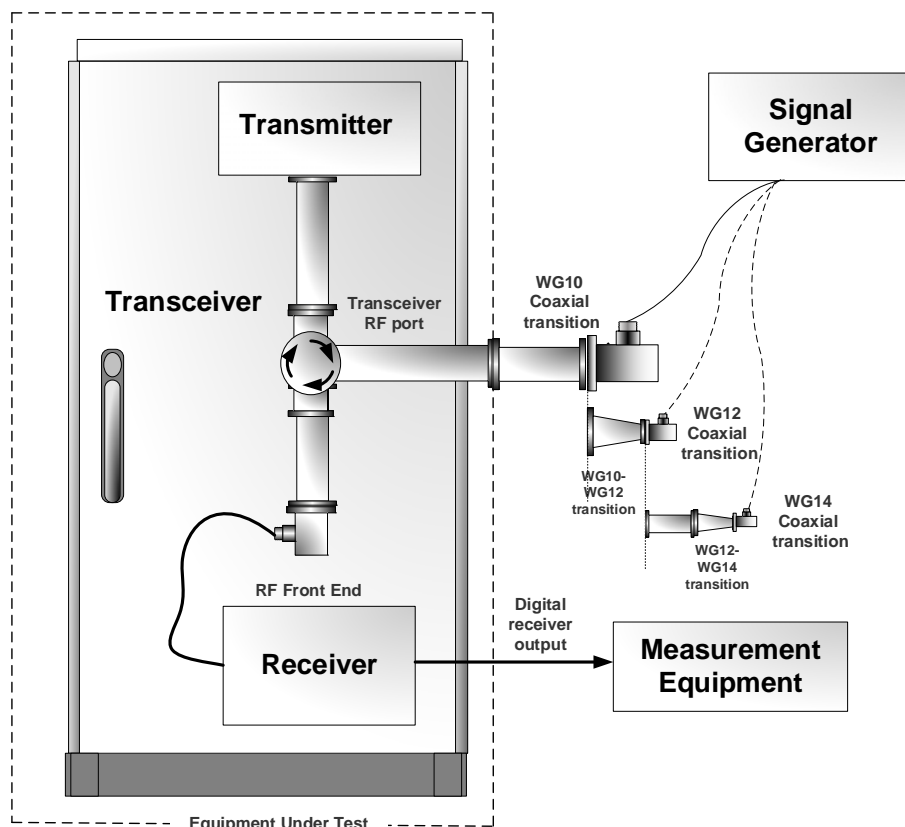 Transmitter
Signal
Generator
Transceiver
Transceiver
RF port
WG10
Coaxial
transition
WG12
Coaxial
transition
WG10-
WG12
transition
WG14
Coaxial
transition
WG12-
WG14
transition
RF Front End
Receiver
Digital
receiver
output
Measurement
Equipment
Equipment Under Test